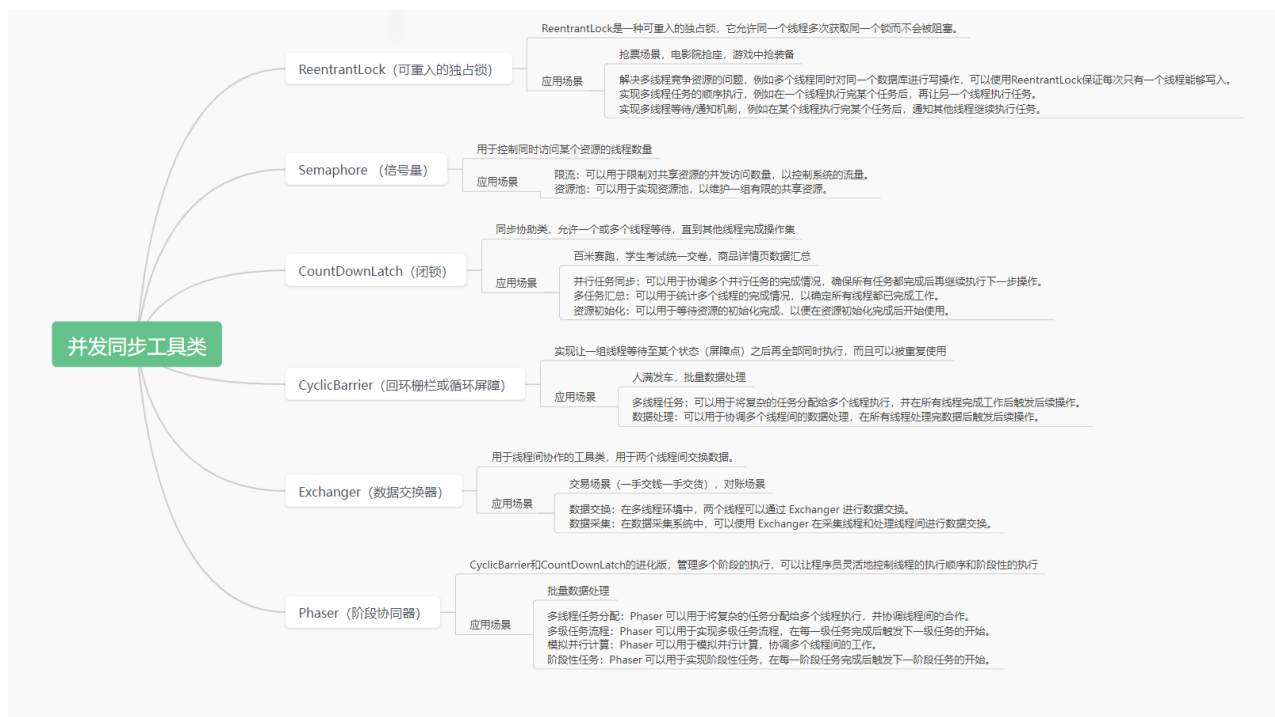 并发同步工具类
ReentrantLock（可重入的独占锁）
ReentrantLock是一种可重入的独占锁，它允许同一个线程多次获取同一个锁而不会被阻塞。
应用场景
抢票场景，电影院抢座，游戏中抢装备
解决多线程竞争资源的问题，例如多个线程同时对同一个数据库进行写操作，可以使用ReentrantLock保证每次只有一个线程能够写入。
实现多线程任务的顺序执行，例如在一个线程执行完某个任务后，再让另一个线程执行任务。
实现多线程等待/通知机制，例如在某个线程执行完某个任务后，通知其他线程继续执行任务。
Semaphore （信号量）
用于控制同时访问某个资源的线程数量
应用场景
限流：可以用于限制对共享资源的并发访问数量，以控制系统的流量。
资源池：可以用于实现资源池，以维护一组有限的共享资源。
CountDownLatch（闭锁）
同步协助类，允许一个或多个线程等待，直到其他线程完成操作集
应用场景
百米赛跑，学生考试统一交卷，商品详情页数据汇总
并行任务同步：可以用于协调多个并行任务的完成情况，确保所有任务都完成后再继续执行下一步操作。
多任务汇总：可以用于统计多个线程的完成情况，以确定所有线程都已完成工作。
资源初始化：可以用于等待资源的初始化完成，以便在资源初始化完成后开始使用。
CyclicBarrier（回环栅栏或循环屏障）
实现让一组线程等待至某个状态（屏障点）之后再全部同时执行，而且可以被重复使用
应用场景
人满发车，批量数据处理
多线程任务：可以用于将复杂的任务分配给多个线程执行，并在所有线程完成工作后触发后续操作。
数据处理：可以用于协调多个线程间的数据处理，在所有线程处理完数据后触发后续操作。
Exchanger（数据交换器）
用于线程间协作的工具类，用于两个线程间交换数据。
应用场景
交易场景（一手交钱一手交货），对账场景
数据交换：在多线程环境中，两个线程可以通过 Exchanger 进行数据交换。
数据采集：在数据采集系统中，可以使用 Exchanger 在采集线程和处理线程间进行数据交换。
Phaser（阶段协同器）
CyclicBarrier和CountDownLatch的进化版，管理多个阶段的执行，可以让程序员灵活地控制线程的执行顺序和阶段性的执行
应用场景
批量数据处理
多线程任务分配：Phaser 可以用于将复杂的任务分配给多个线程执行，并协调线程间的合作。
多级任务流程：Phaser 可以用于实现多级任务流程，在每一级任务完成后触发下一级任务的开始。
模拟并行计算：Phaser 可以用于模拟并行计算，协调多个线程间的工作。
阶段性任务：Phaser 可以用于实现阶段性任务，在每一阶段任务完成后触发下一阶段任务的开始。